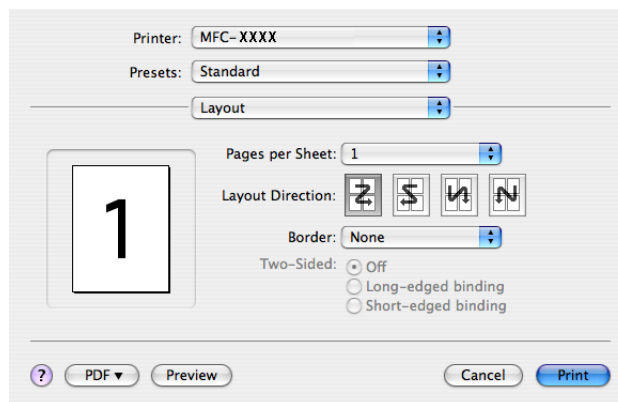 Printer: MFC-XXXX
Presets: Standard
Layout
Pages per Sheet: 1
1
Layout Direction:
Border: None
Two-Sided: Off
Long-edged binding
Short-edged binding
? PDF▼ Preview Cancel Print